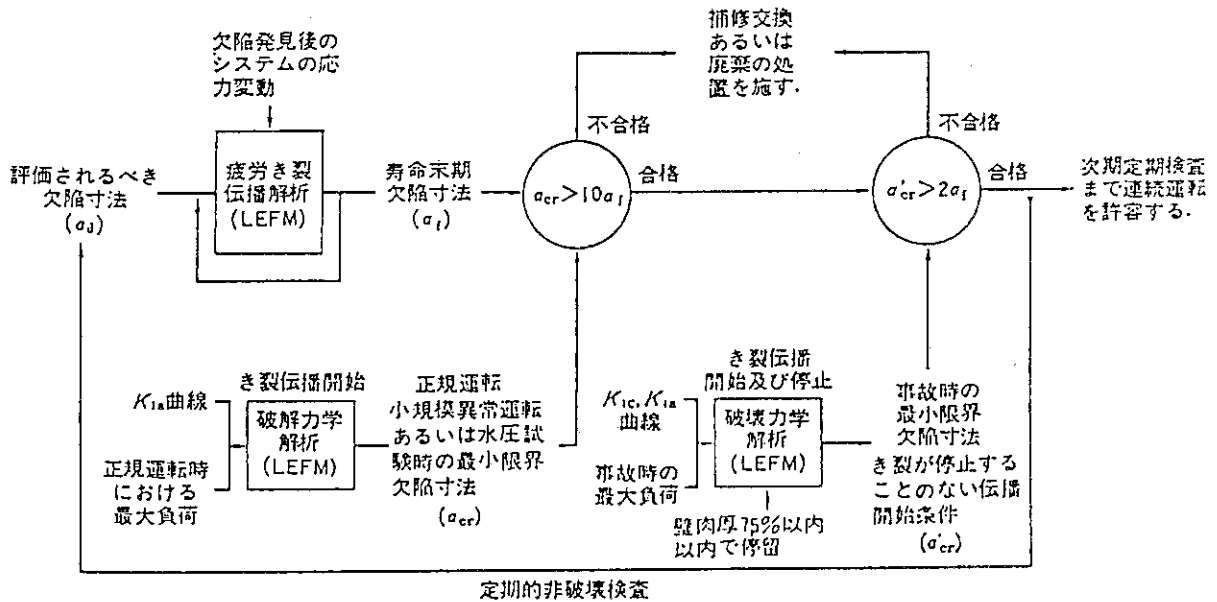 欠陥発見後の
システムの応
力変動
補修交換
あるいは
廃棄の処
置を施す.
不合格
不合格
評価されるべき
欠陥寸法
(a_d)
疲労き裂
伝播解析
(LEFM)
寿命末期
欠陥寸法
(a_f)
a_cr>10a_f
合格
a'_cr>2a_f
合格
次期定期検査
まで連続運転
を許容する.
K_Ia曲線
正規運転時
における
最大負荷
き裂伝播開始
破解力学
解析
(LEFM)
正規運転
小規模異常運転
あるいは水圧試
験時の最小限界
欠陥寸法
(a_cr)
K_Ic, K_Ia
曲線
事故時の
最大負荷
き裂伝播
開始及び停止
破壊力学
解析
(LEFM)
壁肉厚75%以内
以内で停留
事故時の
最小限界
欠陥寸法
き裂が停止する
ことのない伝播
開始条件
(a'_cr)
定期的非破壊検査